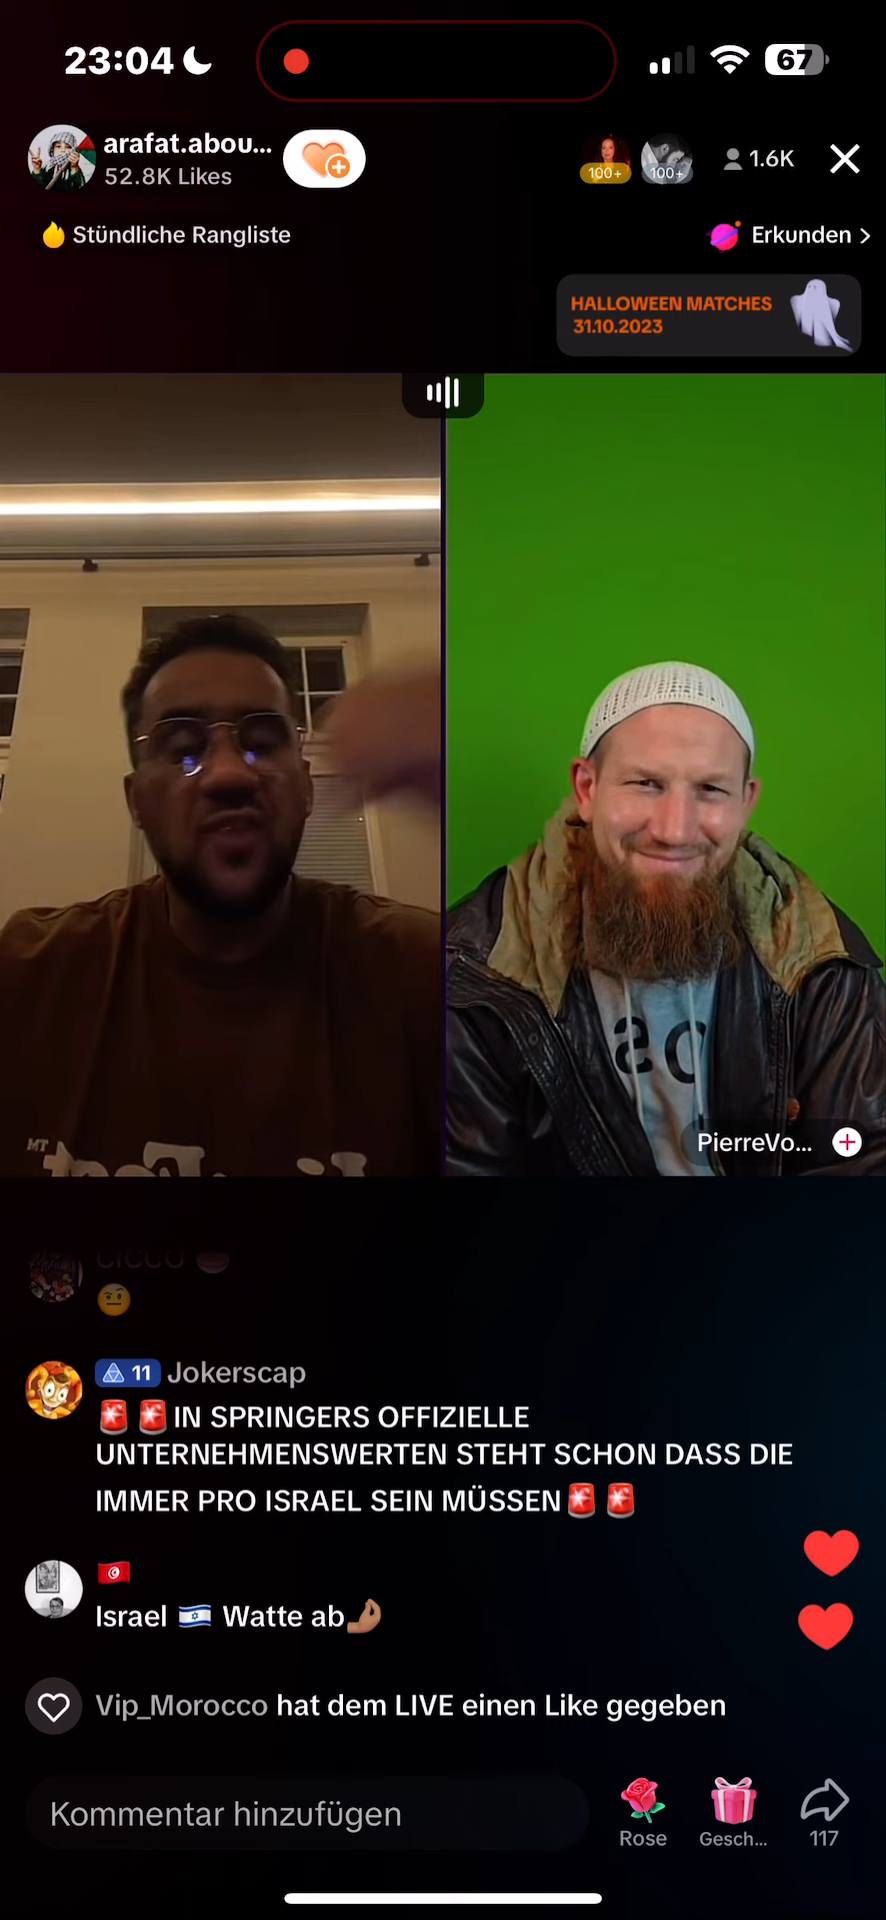 23:04
67
arafat.abou...
52.8K Likes
100+
100+
1.6K
Stündliche Rangliste
Erkunden >
HALLOWEEN MATCHES
31.10.2023
MT
PierreVo...
CICCO
11 Jokerscap
🚨🚨IN SPRINGERS OFFIZIELLE
UNTERNEHMENSWERTEN STEHT SCHON DASS DIE
IMMER PRO ISRAEL SEIN MÜSSEN🚨🚨
🇹🇳
Israel 🇮🇱 Watte ab🤌🏽
Vip_Morocco hat dem LIVE einen Like gegeben
Kommentar hinzufügen
Rose
Gesch...
117